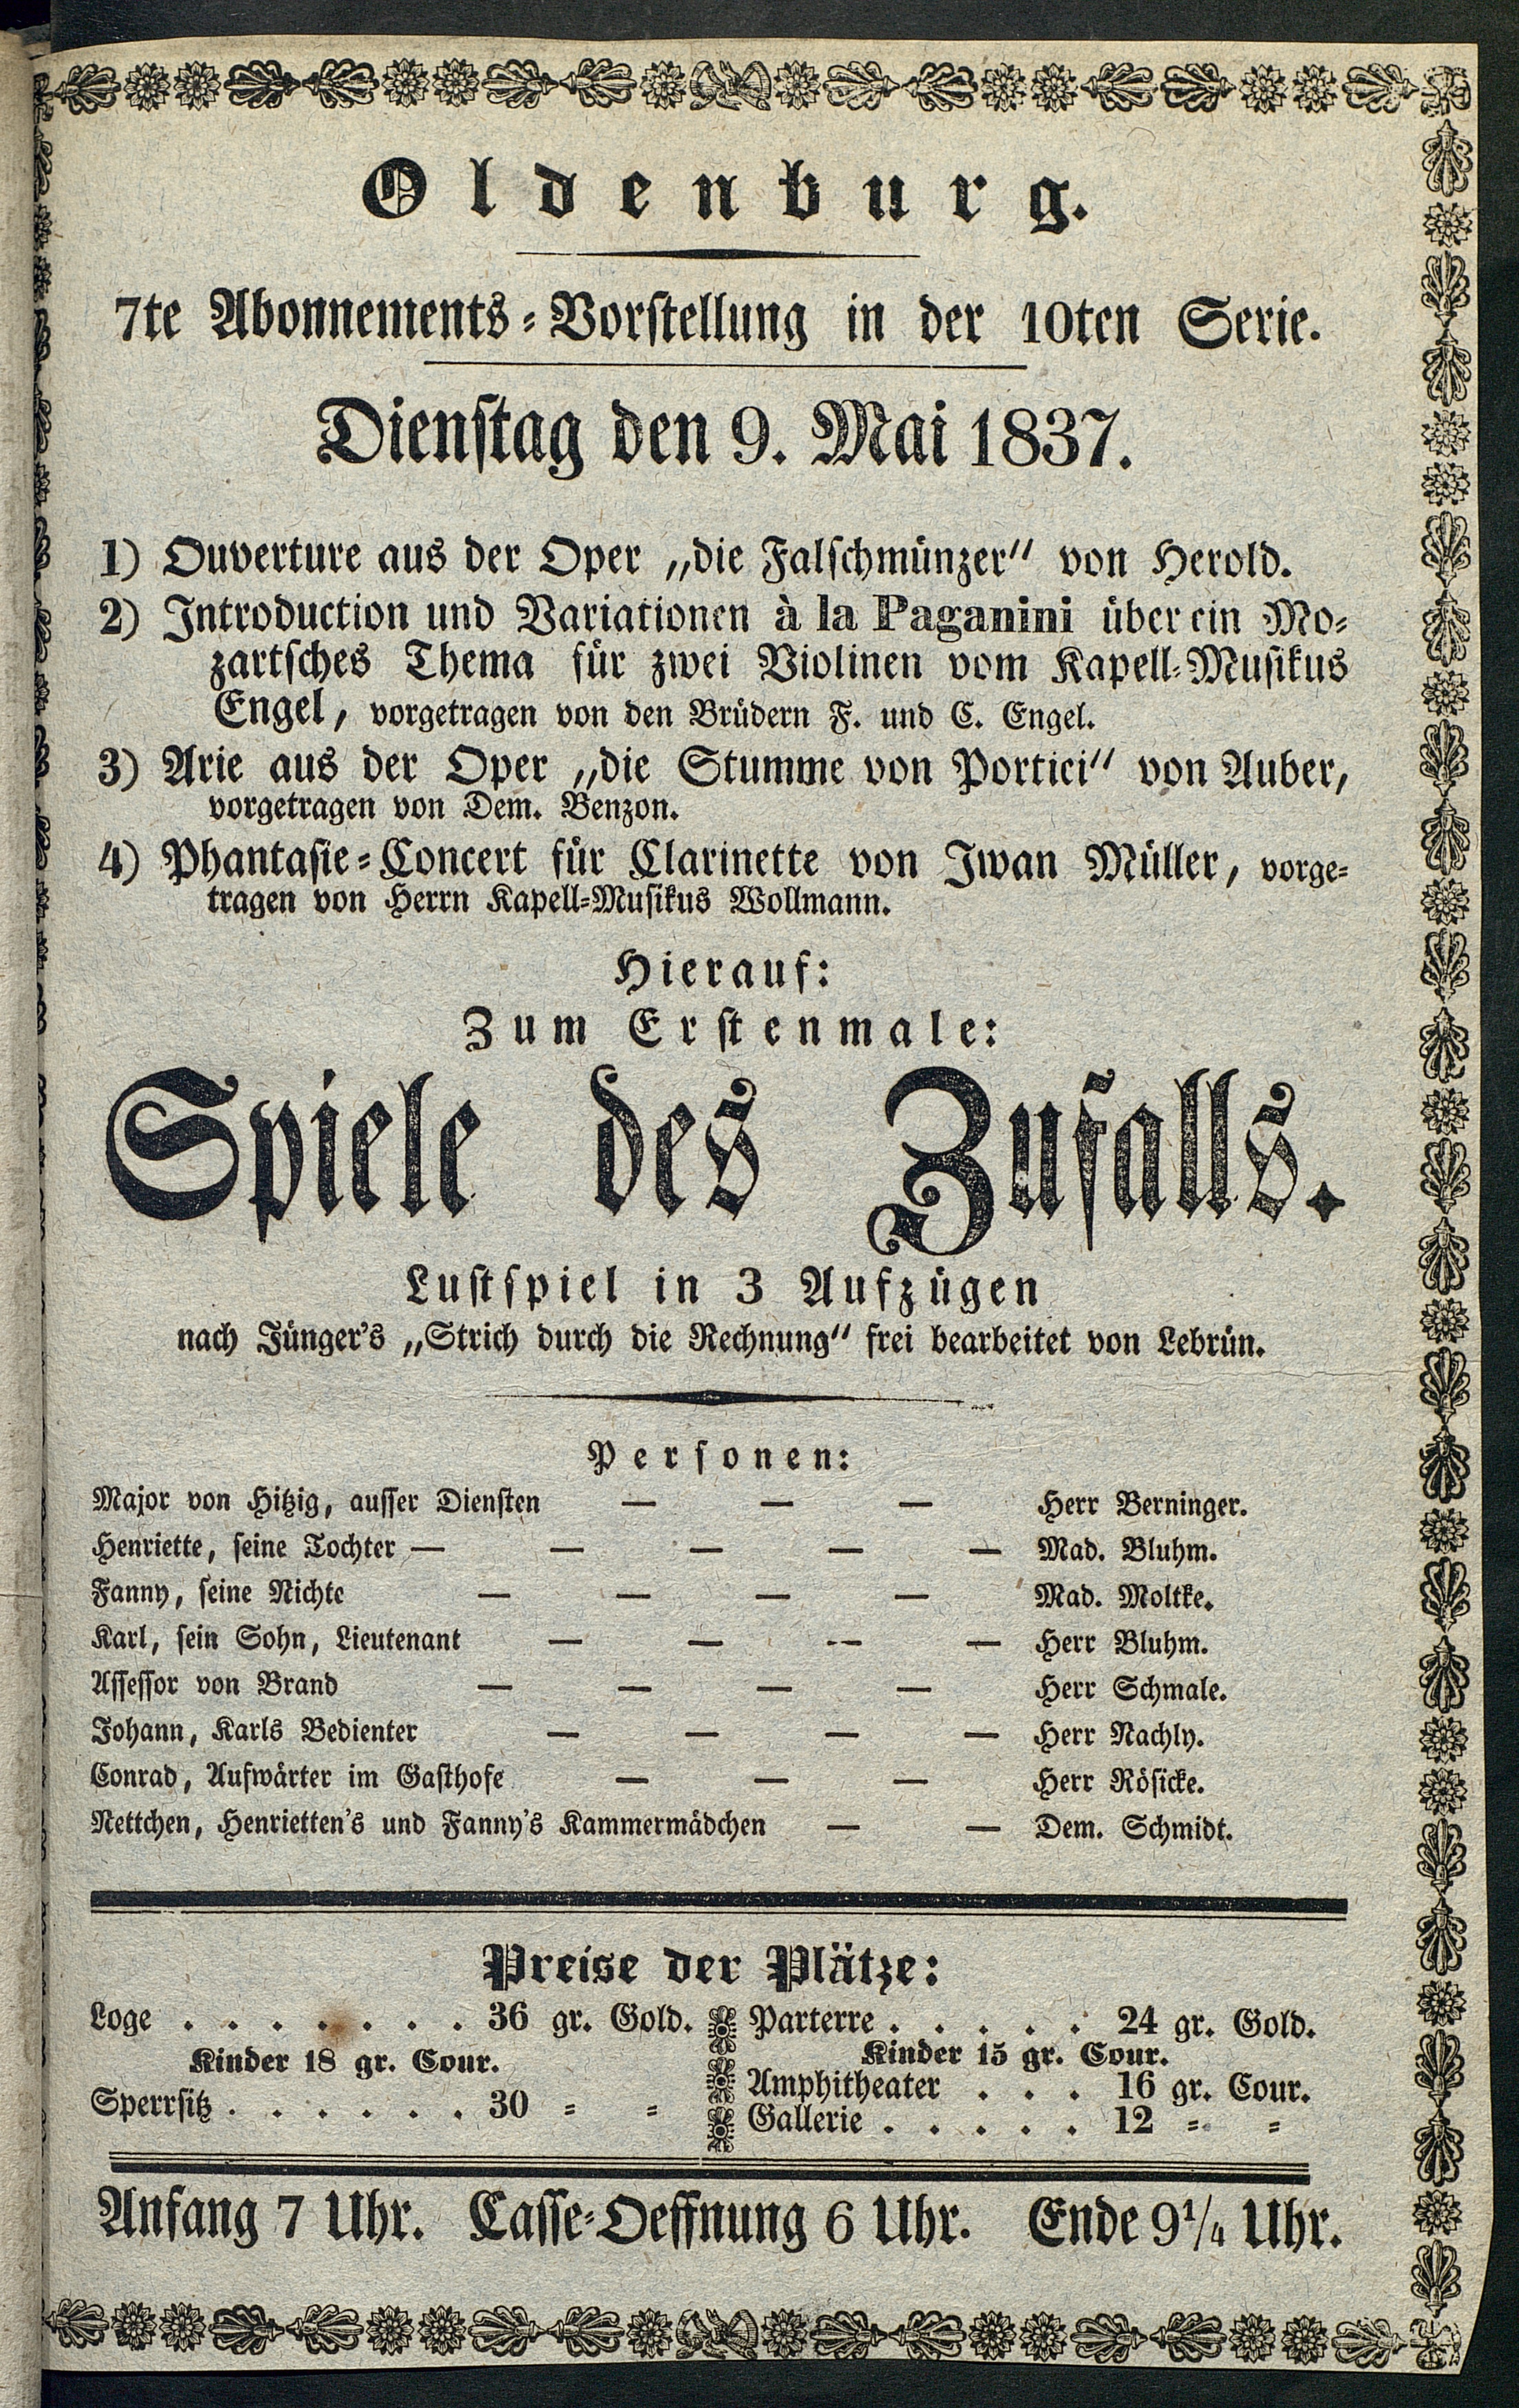 Oldenburg.
7te Abonnements-Vorstellung in der 10ten Serie.
Dienstag den 9. Mai 1837.
1) Ouverture aus der Oper „die Falschmünzer“ von Herold.
2) Introduction und Variationen à la Paganini über ein Mo-
zartsches Thema für zwei Violinen vom Kapell-Musikus
Engel, vorgetragen von den Brüdern F. und C. Engel.
3) Arie aus der Oper „die Stumme von Portici“ von Auber,
vorgetragen von Dem. Benzon.
4) Phantasie-Concert für Clarinette von Iwan Müller, vorge-
tragen von Herrn Kapell-Musikus Wollmann.
Hierauf:
Zum Erstenmale:
Spiele des Zufalls.
Lustspiel in 3 Aufzügen
nach Jünger's „Strich durch die Rechnung“ frei bearbeitet von Lebrün.
Personen:
Major von Hitzig, ausser Diensten — — — Herr Berninger.
Henriette, seine Tochter — — — — — Mad. Bluhm.
Fanny, seine Nichte — — — — Mad. Moltke.
Karl, sein Sohn, Lieutenant — — — — Herr Bluhm.
Assessor von Brand — — — — Herr Schmale.
Johann, Karls Bedienter — — — — Herr Nachly.
Conrad, Aufwärter im Gasthofe — — — Herr Rösicke.
Nettchen, Henrietten's und Fanny's Kammermädchen — — Dem. Schmidt.
Preise der Plätze:
Loge . . . . . . . 36 gr. Gold.
Kinder 18 gr. Cour.
Sperrsitz . . . . . . 30 = =
Parterre . . . . . 24 gr. Gold.
Kinder 15 gr. Cour.
Amphitheater . . . 16 gr. Cour.
Gallerie . . . . . 12 = =
Anfang 7 Uhr. Casse-Oeffnung 6 Uhr. Ende 9¼ Uhr.